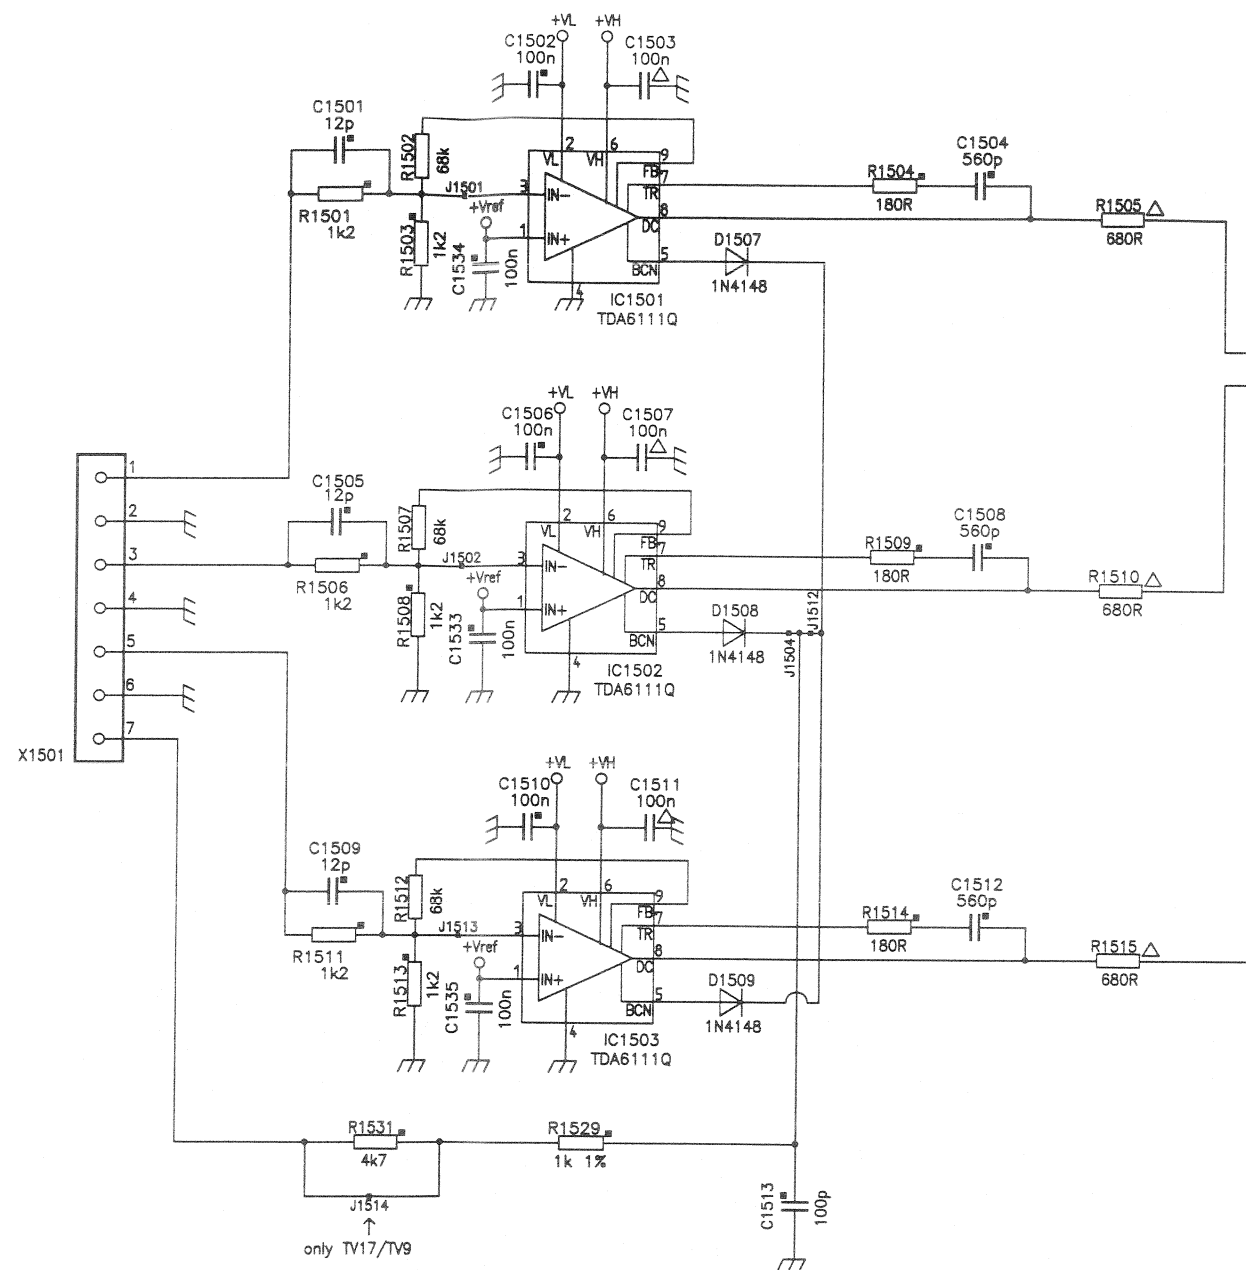 +VL
+VH
C1502
100n
C1503
100n
C1501
12p
R1502
68k
2
6
9
VL
VH
FB
7
TR
R1504
180R
C1504
560p
J1501
3
IN-
+Vref
R1501
1k2
R1503
1k2
8
DC
R1505
680R
1
IN+
C1534
100n
5
BCN
D1507
1N4148
4
IC1501
TDA6111Q
+VL
+VH
C1506
100n
C1507
100n
1
2
3
4
5
6
7
X1501
C1505
12p
R1507
68k
2
6
9
VL
VH
FB
7
TR
R1509
180R
C1508
560p
J1502
3
IN-
+Vref
R1506
1k2
R1508
1k2
8
DC
R1510
680R
1
IN+
C1533
100n
5
BCN
D1508
1N4148
J1504
J1512
4
IC1502
TDA6111Q
+VL
+VH
C1510
100n
C1511
100n
C1509
12p
R1512
68k
2
6
9
VL
VH
FB
7
TR
R1514
180R
C1512
560p
J1513
3
IN-
+Vref
R1511
1k2
R1513
1k2
8
DC
R1515
680R
1
IN+
C1535
100n
5
BCN
D1509
1N4148
4
IC1503
TDA6111Q
R1531
4k7
R1529
1k 1%
J1514
only TV17/TV9
C1513
100p